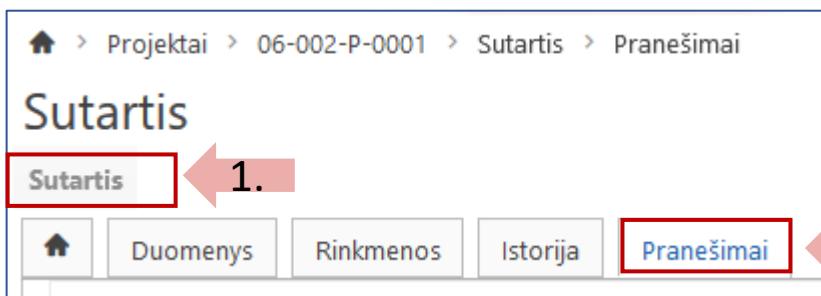 > Projektai > 06-002-P-0001 > Sutartis > Pranešimai
Sutartis
Sutartis 1.
Duomenys Rinkmenos Istorija Pranešimai